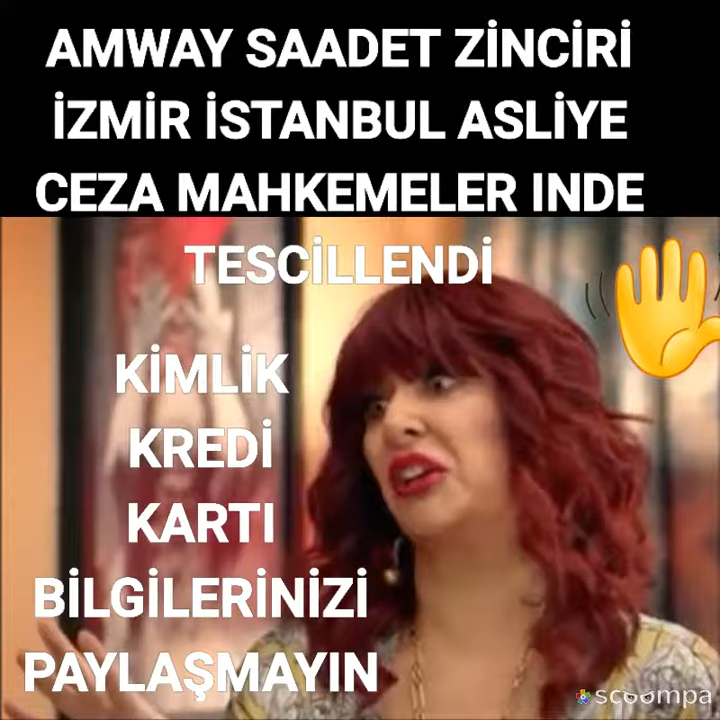 AMWAY SAADET ZİNCİRİ
İZMİR İSTANBUL ASLİYE
CEZA MAHKEMELER INDE
TESCİLLENDİ
KİMLİK
KREDİ
KARTI
BİLGİLERİNİZİ
PAYLAŞMAYIN
scoompa